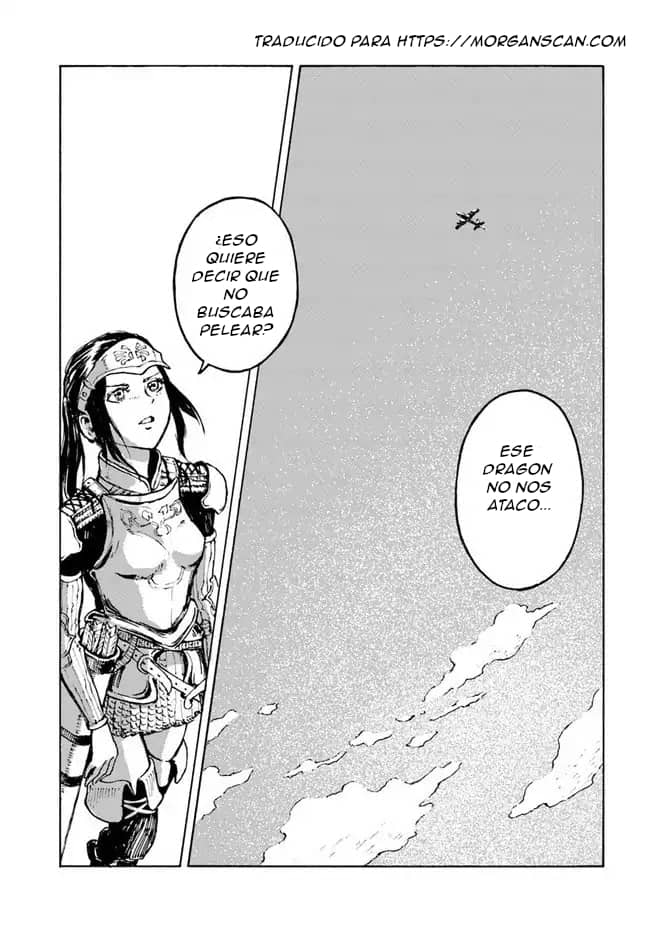 TRADUCIDO PARA HTTPS://MORGANSCAN.COM
ESE
DRAGON
NO NOS
ATACO...
¿ESO
QUIERE
DECIR QUE
NO
BUSCABA
PELEAR?